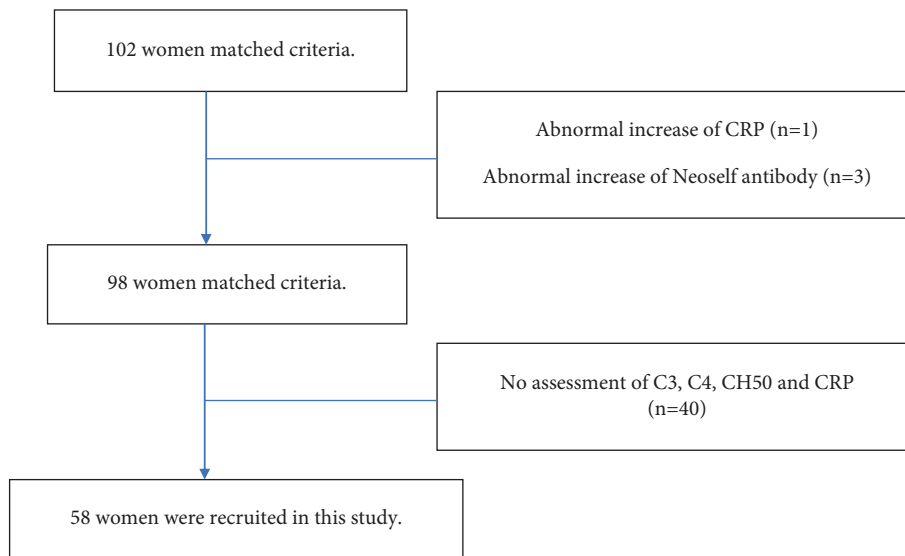 102 women matched criteria.
Abnormal increase of CRP (n=1)
Abnormal increase of Neoself antibody (n=3)
98 women matched criteria.
No assessment of C3, C4, CH50 and CRP
(n=40)
58 women were recruited in this study.